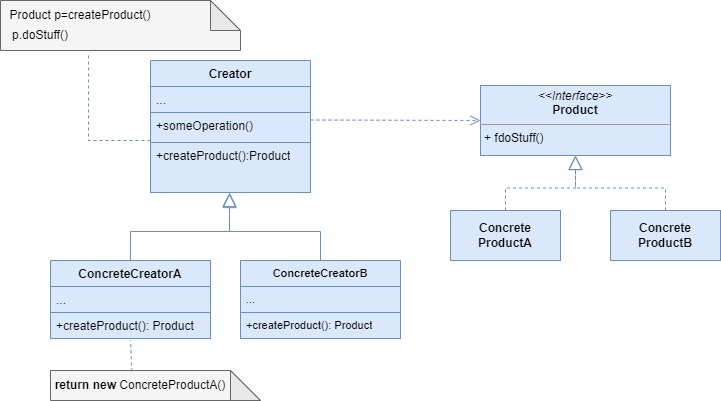 Product p=createProduct()
p.doStuff()
Creator
...
+someOperation()
+createProduct():Product
<<Interface>>
Product
+ fdoStuff()
Concrete
ProductA
Concrete
ProductB
ConcreteCreatorA
...
+createProduct(): Product
ConcreteCreatorB
...
+createProduct(): Product
return new ConcreteProductA()